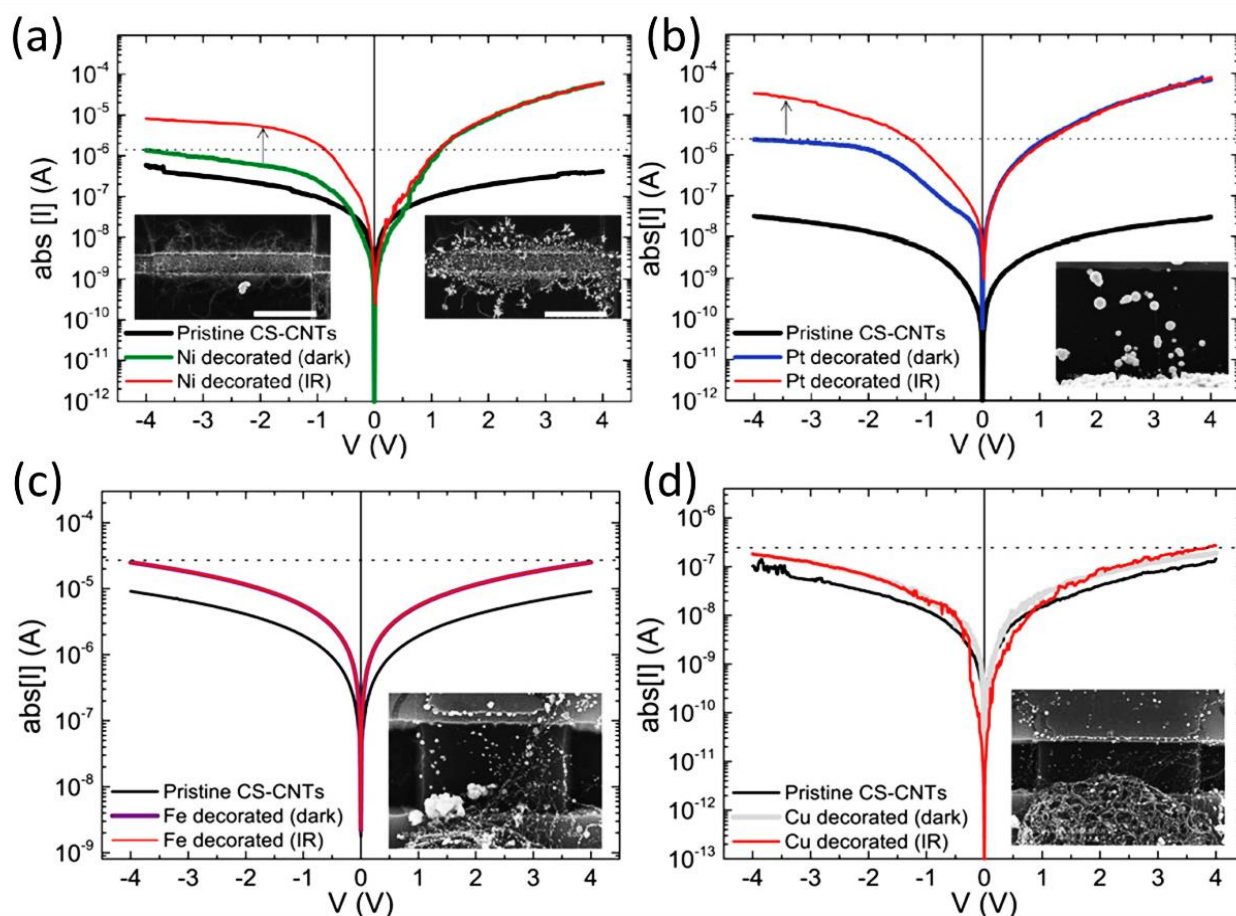 (a)
abs [I] (A)
10⁻⁴
10⁻⁵
10⁻⁶
10⁻⁷
10⁻⁸
10⁻⁹
10⁻¹⁰
10⁻¹¹
10⁻¹²
Pristine CS-CNTs
Ni decorated (dark)
Ni decorated (IR)
-4 -3 -2 -1 0 1 2 3 4
V (V)
(b)
abs [I] (A)
10⁻⁴
10⁻⁵
10⁻⁶
10⁻⁷
10⁻⁸
10⁻⁹
10⁻¹⁰
10⁻¹¹
10⁻¹²
Pristine CS-CNTs
Pt decorated (dark)
Pt decorated (IR)
-4 -3 -2 -1 0 1 2 3 4
V (V)
(c)
abs[I] (A)
10⁻⁴
10⁻⁵
10⁻⁶
10⁻⁷
10⁻⁸
10⁻⁹
Pristine CS-CNTs
Fe decorated (dark)
Fe decorated (IR)
-4 -3 -2 -1 0 1 2 3 4
V (V)
(d)
abs[I] (A)
10⁻⁶
10⁻⁷
10⁻⁸
10⁻⁹
10⁻¹⁰
10⁻¹¹
10⁻¹²
10⁻¹³
Pristine CS-CNTs
Cu decorated (dark)
Cu decorated (IR)
-4 -3 -2 -1 0 1 2 3 4
V (V)